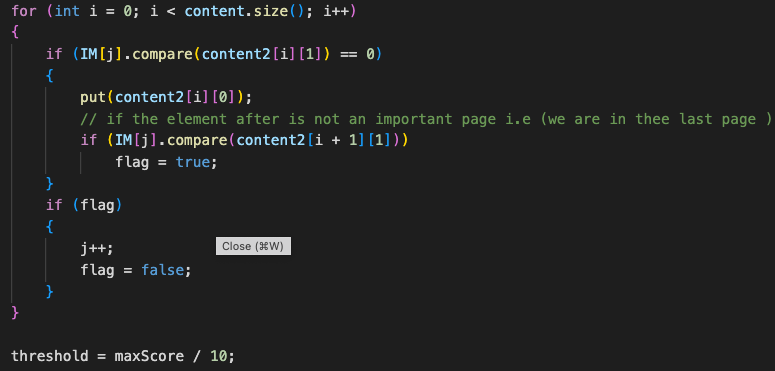 for (int i = 0; i < content.size(); i++)
{
    if (IM[j].compare(content2[i][1]) == 0)
    {
        put(content2[i][0]);
        // if the element after is not an important page i.e (we are in thee last page )
        if (IM[j].compare(content2[i + 1][1]))
            flag = true;
    }
    if (flag)
    {
        j++;
Close (⌘W)
        flag = false;
    }
}
threshold = maxScore / 10;